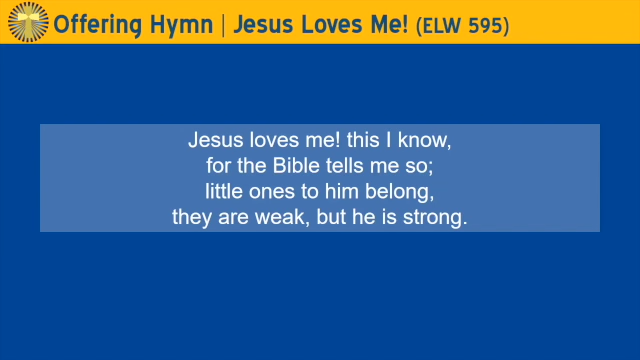 Offering Hymn | Jesus Loves Me! (ELW 595)
Jesus loves me! this I know,
for the Bible tells me so;
little ones to him belong,
they are weak, but he is strong.